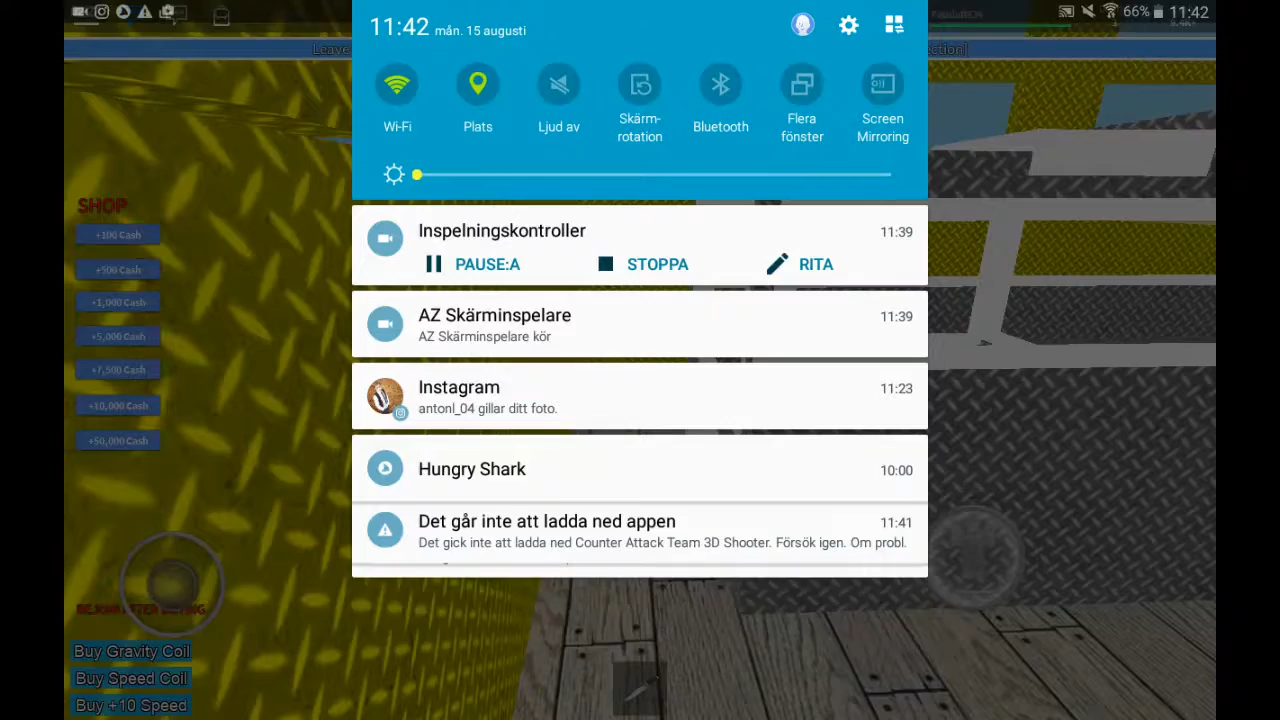 66% 11:42
11:42 mån. 15 augusti
Leave
ection]
Wi-Fi
Plats
Ljud av
Skärm-
rotation
Bluetooth
Flera
fönster
Screen
Mirroring
Inspelningskontroller 11:39
PAUSE:A STOPPA RITA
AZ Skärminspelare 11:39
AZ Skärminspelare kör
Instagram 11:23
antonl_04 gillar ditt foto.
Hungry Shark 10:00
Det går inte att ladda ned appen 11:41
Det gick inte att ladda ned Counter Attack Team 3D Shooter. Försök igen. Om probl.
SHOP
+100 Cash
+500 Cash
+1,000 Cash
+5,000 Cash
+7,500 Cash
+10,000 Cash
+50,000 Cash
Buy Gravity Coil
Buy Speed Coil
Buy +10 Speed